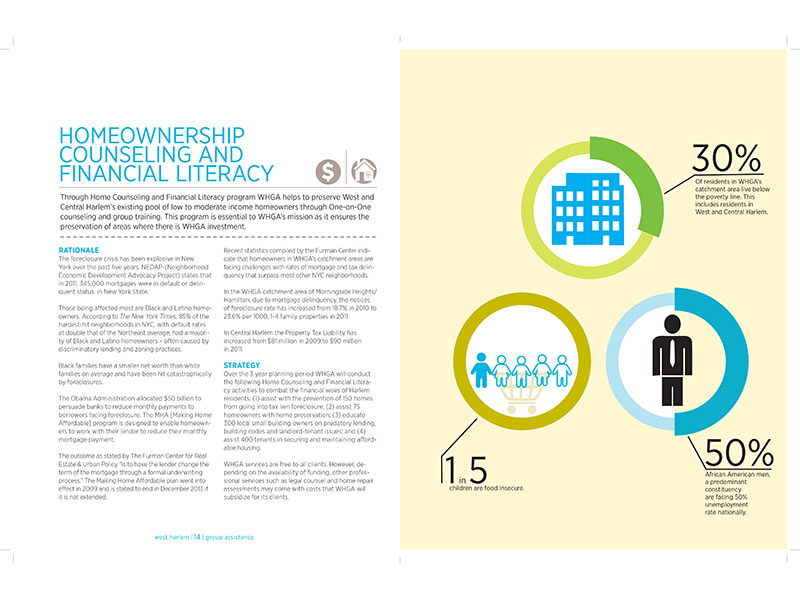 HOMEOWNERSHIP
COUNSELING AND
FINANCIAL LITERACY
$
Through Home Counseling and Financial Literacy program WHGA helps to preserve West and
Central Harlem's existing pool of low to moderate income homeowners through One-on-One
counseling and group training. This program is essential to WHGA's mission as it ensures the
preservation of areas where there is WHGA investment.
RATIONALE
The foreclosure crisis has been explosive in New
York over the past five years. NEDAP-(Neighborhood
Economic Development Advocacy Project) states that
in 2011, 345,000 mortgages were in default or delin-
quent status. in New York State.
Those being affected most are Black and Latino home-
owners. According to The New York Times, 85% of the
hardest-hit neighborhoods in NYC, with default rates
at double that of the Northeast average, had a majori-
ty of Black and Latino homeowners – often caused by
discriminatory lending and zoning practices.
Black families have a smaller net worth than white
families on average and have been hit catastrophically
by foreclosures.
The Obama Administration allocated $50 billion to
persuade banks to reduce monthly payments to
borrowers facing foreclosure. The MHA [Making Home
Affordable] program is designed to enable homeown-
ers to work with their lender to reduce their monthly
mortgage payment.
The outcome as stated by The Furman Center for Real
Estate & Urban Policy "is to have the lender change the
term of the mortgage through a formal underwriting
process." The Making Home Affordable plan went into
effect in 2009 and is stated to end in December 2013 if
it is not extended.
Recent statistics compiled by the Furman Center indi-
cate that homeowners in WHGA's catchment areas are
facing challenges with rates of mortgage and tax delin-
quency that surpass most other NYC neighborhoods.
In the WHGA catchment area of Morningside Heights/
Hamilton, due to mortgage delinquency, the notices
of foreclosure rate has increased from 18.7% in 2010 to
23.6% per 1000, 1-4 family properties in 2011.
In Central Harlem the Property Tax Liability has
increased from $81 million in 2009 to $90 million
in 2011.
STRATEGY
Over the 3 year planning period WHGA will conduct
the following Home Counseling and Financial Litera-
cy activities to combat the financial woes of Harlem
residents: (1) assist with the prevention of 150 homes
from going into tax lien foreclosure; (2) assist 75
homeowners with home preservation; (3) educate
300 local small building owners on predatory lending,
building codes and landlord-tenant issues; and (4)
assist 400 tenants in securing and maintaining afford-
able housing.
WHGA services are free to all clients. However, de-
pending on the availability of funding, other profes-
sional services such as legal counsel and home repair
assessments may come with costs that WHGA will
subsidize for its clients.
west harlem | 14 | group assistance
30%
Of residents in WHGA's
catchment area live below
the poverty line. This
includes residents in
West and Central Harlem.
1 in 5
children are food insecure.
50%
African American men,
a predominant
constituency
are facing 50%
unemployment
rate nationally.